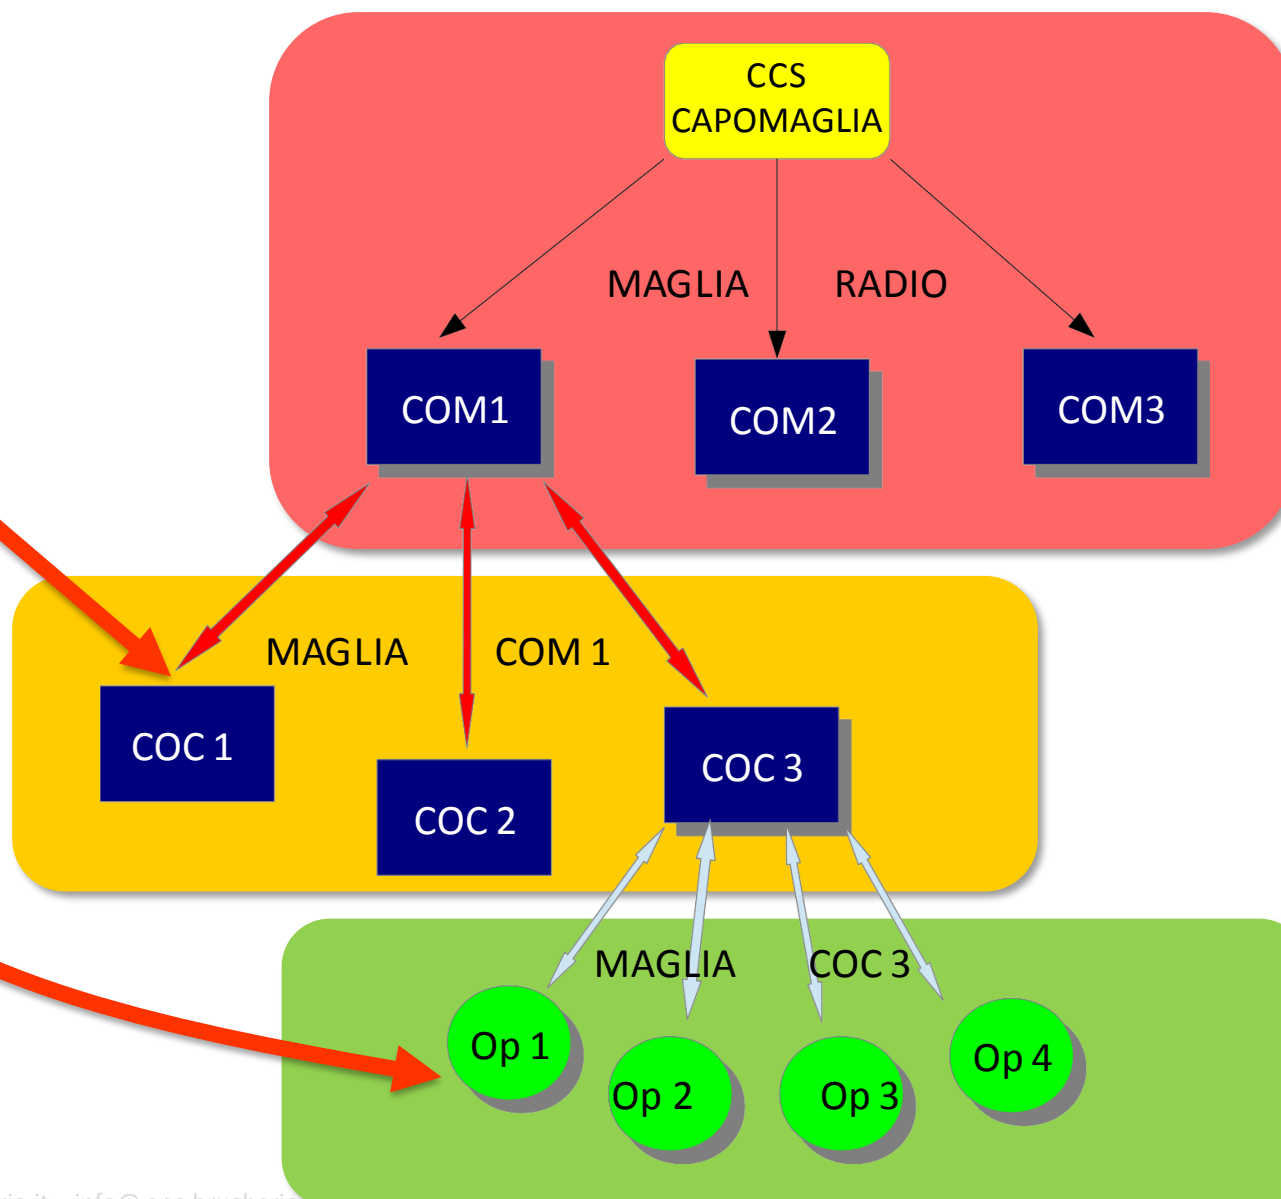 CCS
CAPOMAGLIA
MAGLIA RADIO
COM1
COM2
COM3
MAGLIA COM 1
COC 1
COC 2
COC 3
MAGLIA COC 3
Op 1
Op 2
Op 3
Op 4